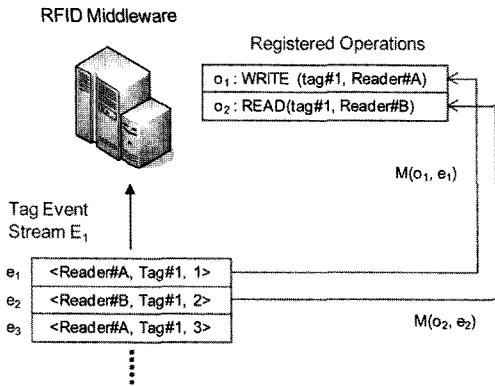 RFID Middleware
Registered Operations
o₁ : WRITE (tag#1, Reader#A)
o₂ : READ(tag#1, Reader#B)
M(o₁, e₁)
Tag Event
Stream E₁
e₁ <Reader#A, Tag#1, 1>
e₂ <Reader#B, Tag#1, 2>
e₃ <Reader#A, Tag#1, 3>
M(o₂, e₂)